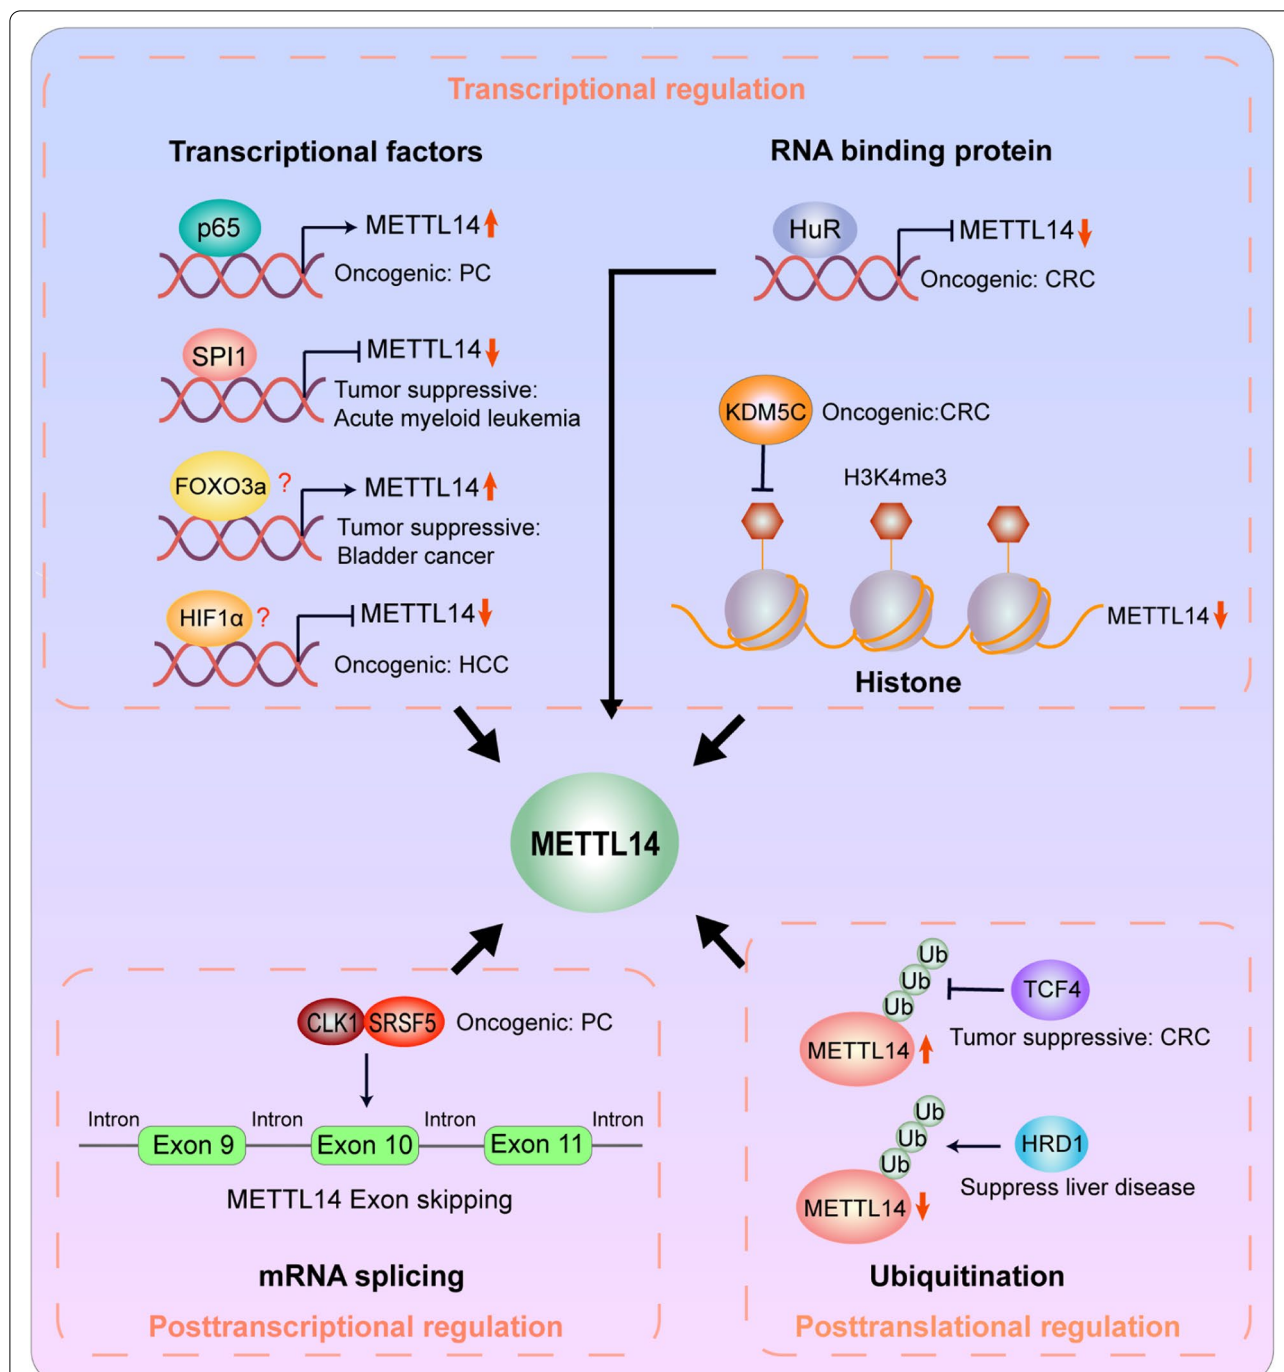 Transcriptional regulation
Transcriptional factors
p65
METTL14
Oncogenic: PC
SPI1
METTL14
Tumor suppressive:
Acute myeloid leukemia
FOXO3a ?
METTL14
Tumor suppressive:
Bladder cancer
HIF1α ?
METTL14
Oncogenic: HCC
RNA binding protein
HuR
METTL14
Oncogenic: CRC
KDM5C
Oncogenic:CRC
H3K4me3
METTL14
Histone
METTL14
CLK1 SRSF5
Oncogenic: PC
Intron Intron Intron Intron
Exon 9 Exon 10 Exon 11
METTL14 Exon skipping
mRNA splicing
Posttranscriptional regulation
Ub
Ub
Ub
TCF4
METTL14
Tumor suppressive: CRC
Ub
Ub
Ub
HRD1
METTL14
Suppress liver disease
Ubiquitination
Posttranslational regulation